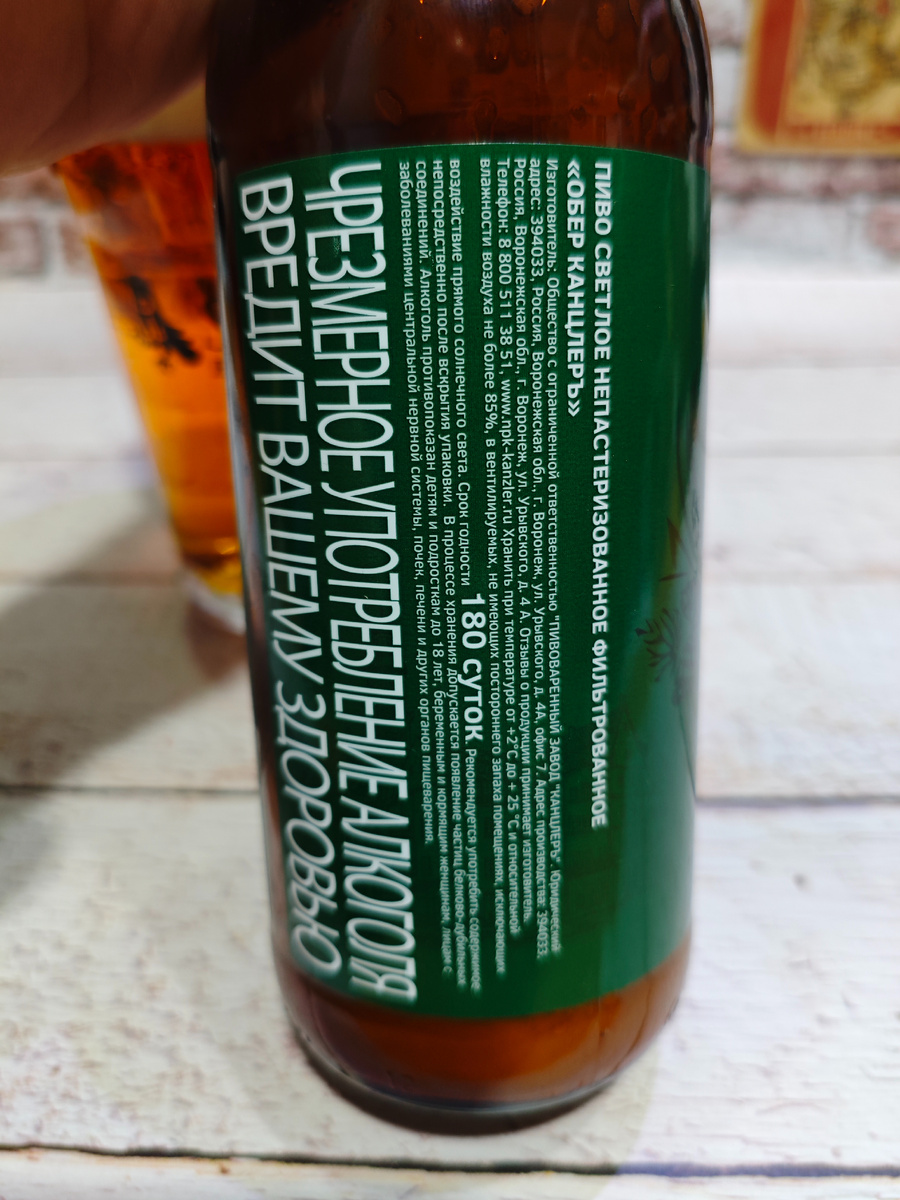 ПИВО СВЕТЛОЕ НЕПАСТЕРИЗОВАННОЕ ФИЛЬТРОВАННОЕ
«ОБЕР КАНЦЛЕРЪ»
Изготовитель: Общество с ограниченной ответственностью "ПИВОВАРЕННЫЙ ЗАВОД "КАНЦЛЕРЪ". Юридический
адрес: 394033, Россия, Воронежская обл., г. Воронеж, ул. Урывского, д. 4А, офис 7. Адрес производства: 394033,
Россия, Воронежская обл., г. Воронеж, ул. Урывского, д. 4 А. Отзывы о продукции принимает изготовитель.
Телефон: 8 800-511 38 51, www.npk-kanzler.ru Хранить при температуре от +2°С до + 25 °С и относительной
влажности воздуха не более 85%, в вентилируемых, не имеющих постороннего запаха помещениях, исключающих
воздействие прямого солнечного света. Срок годности 180 суток. Рекомендуется употребить содержимое
непосредственно после вскрытия упаковки. В процессе хранения допускается появление частиц белково-дубильных
соединений. Алкоголь противопоказан детям и подросткам до 18 лет, беременным и кормящим женщинам, лицам с
заболеваниями центральной нервной системы, почек, печени и других органов пищеварения.
ЧРЕЗМЕРНОЕ УПОТРЕБЛЕНИЕ АЛКОГОЛЯ
ВРЕДИТ ВАШЕМУ ЗДОРОВЬЮ